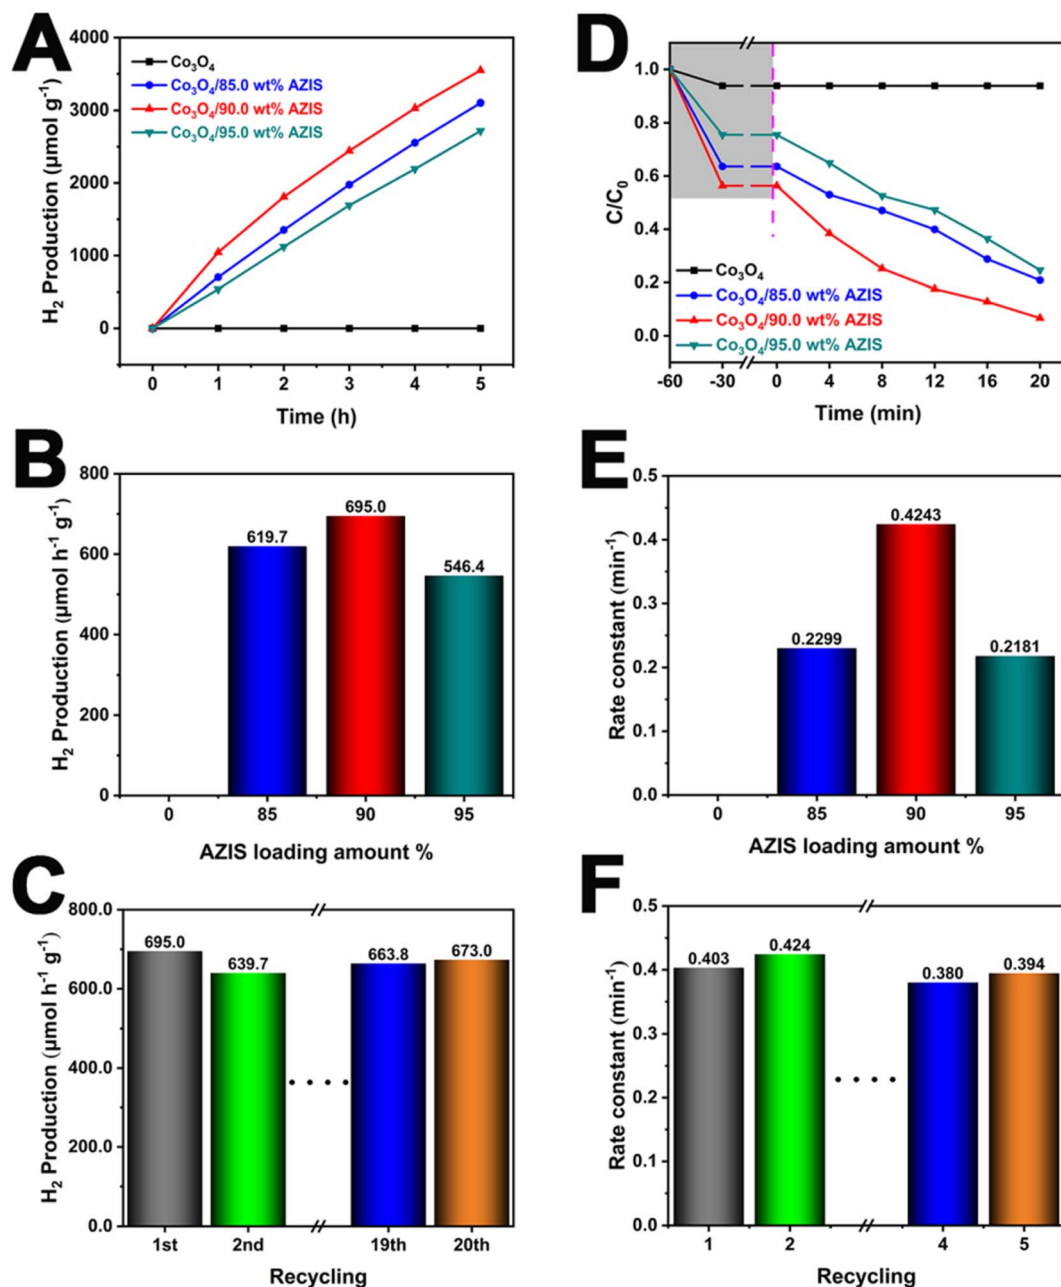 A
H₂ Production (µmol g⁻¹)
4000
3000
2000
1000
0
Co₃O₄
Co₃O₄/85.0 wt% AZIS
Co₃O₄/90.0 wt% AZIS
Co₃O₄/95.0 wt% AZIS
0 1 2 3 4 5
Time (h)
D
C/C₀
1.0
0.8
0.6
0.4
0.2
0.0
Co₃O₄
Co₃O₄/85.0 wt% AZIS
Co₃O₄/90.0 wt% AZIS
Co₃O₄/95.0 wt% AZIS
-60 -30 0 4 8 12 16 20
Time (min)
B
H₂ Production (µmol h⁻¹ g⁻¹)
800
600
400
200
0
619.7
695.0
546.4
0 85 90 95
AZIS loading amount %
E
Rate constant (min⁻¹)
0.5
0.4
0.3
0.2
0.1
0.0
0.2299
0.4243
0.2181
0 85 90 95
AZIS loading amount %
C
H₂ Production (µmol h⁻¹ g⁻¹)
800.0
600.0
400.0
200.0
0.0
695.0
639.7
663.8
673.0
1st 2nd 19th 20th
Recycling
F
Rate constant (min⁻¹)
0.5
0.4
0.3
0.2
0.1
0.0
0.403
0.424
0.380
0.394
1 2 4 5
Recycling